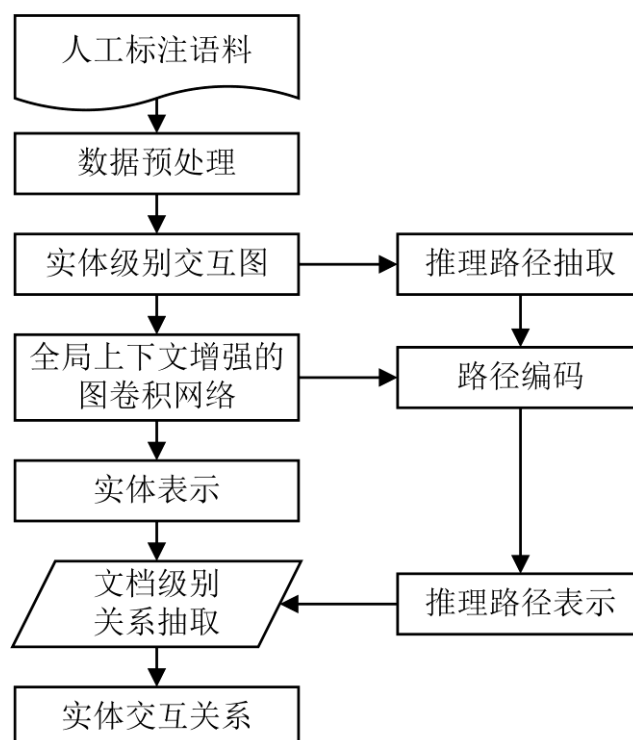 人工标注语料
数据预处理
实体级别交互图
推理路径抽取
全局上下文增强的
图卷积网络
路径编码
实体表示
文档级别
关系抽取
推理路径表示
实体交互关系